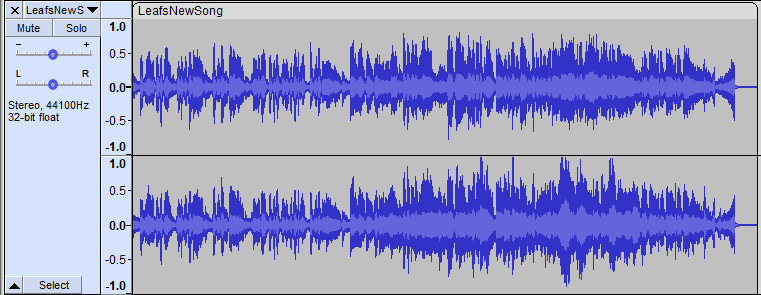 LeafsNewS
LeafsNewSong
Mute Solo
- +
L R
Stereo, 44100Hz
32-bit float
Select
1.0
0.5
0.0
-0.5
-1.0
1.0
0.5
0.0
-0.5
-1.0